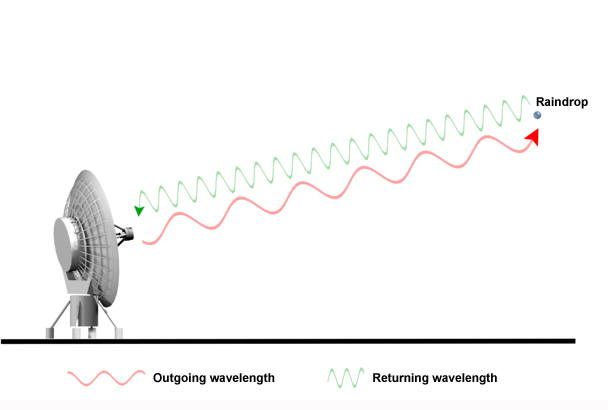 Raindrop
Outgoing wavelength
Returning wavelength